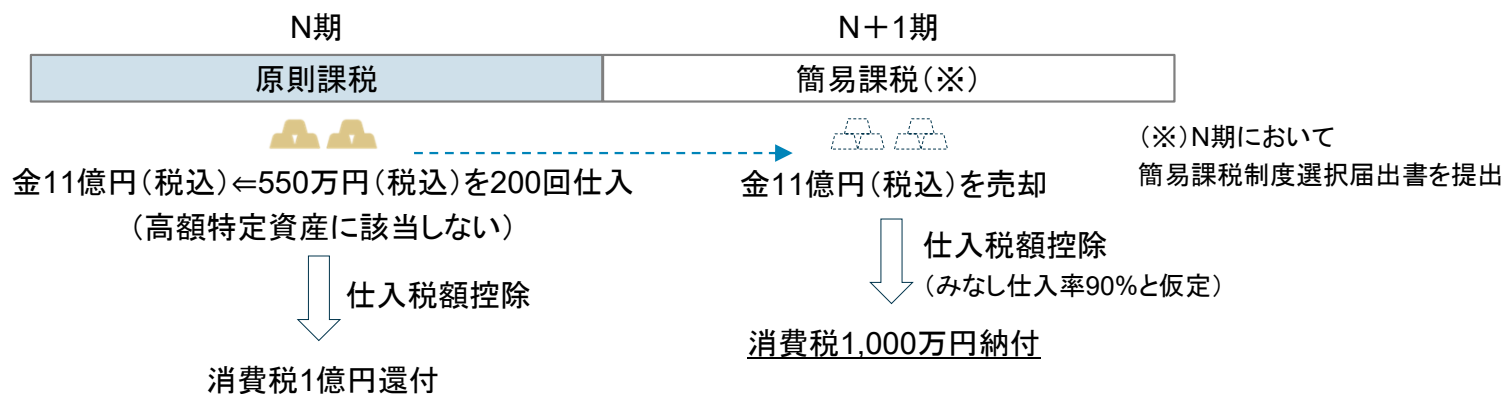 N期
N＋1期
原則課税
簡易課税（※）
（※）N期において
簡易課税制度選択届出書を提出
金11億円（税込）⇐550万円（税込）を200回仕入
（高額特定資産に該当しない）
金11億円（税込）を売却
仕入税額控除
仕入税額控除
（みなし仕入率90%と仮定）
消費税1億円還付
消費税1,000万円納付